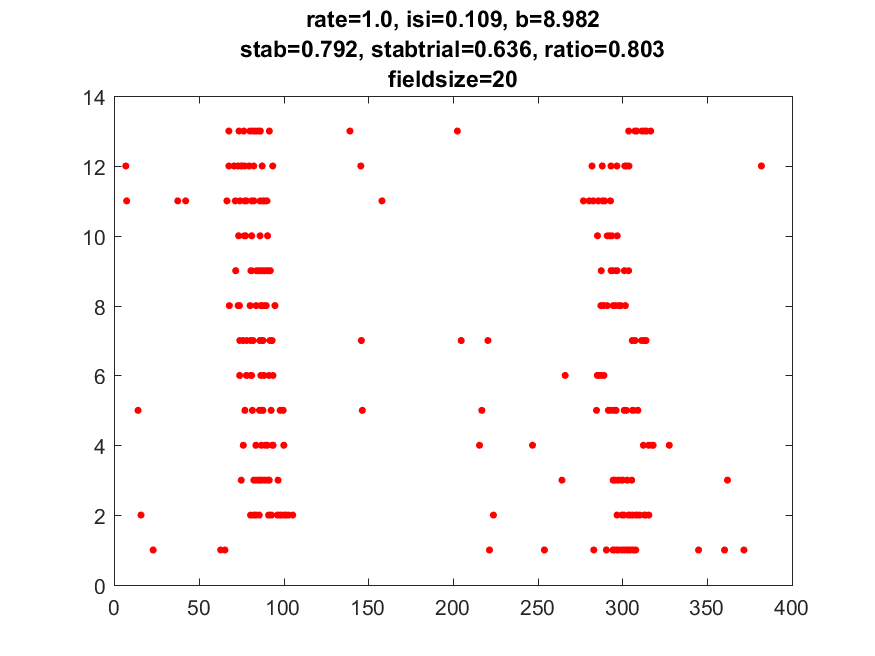 rate=1.0, isi=0.109, b=8.982
stab=0.792, stabtrial=0.636, ratio=0.803
fieldsize=20
14
12
10
8
6
4
2
0
0 50 100 150 200 250 300 350 400